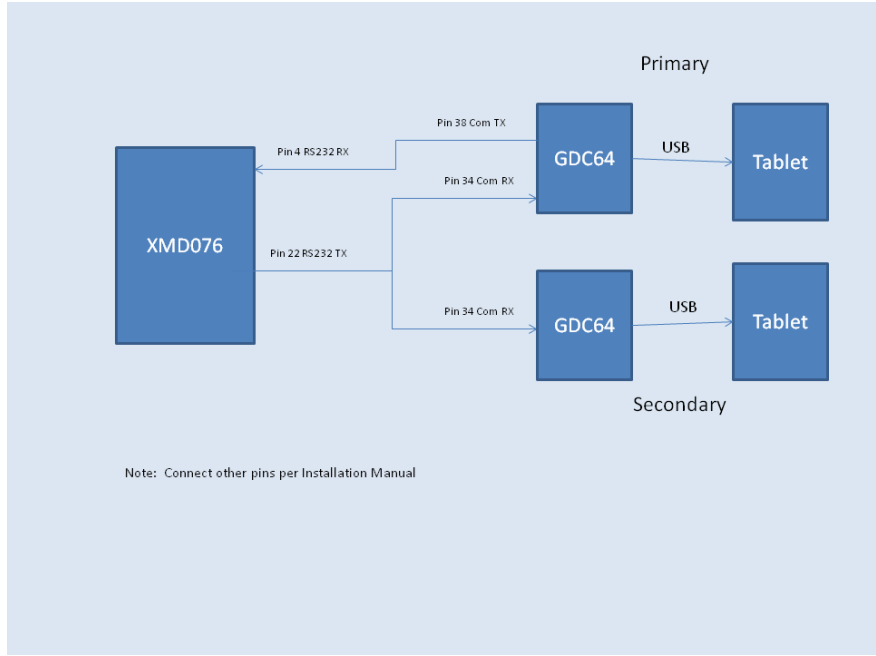 Primary
Pin 38 Com TX
Pin 4 RS232 RX
GDC64
USB
Tablet
Pin 34 Com RX
XMD076
Pin 22 RS232 TX
Pin 34 Com RX
GDC64
USB
Tablet
Secondary
Note:  Connect other pins per Installation Manual